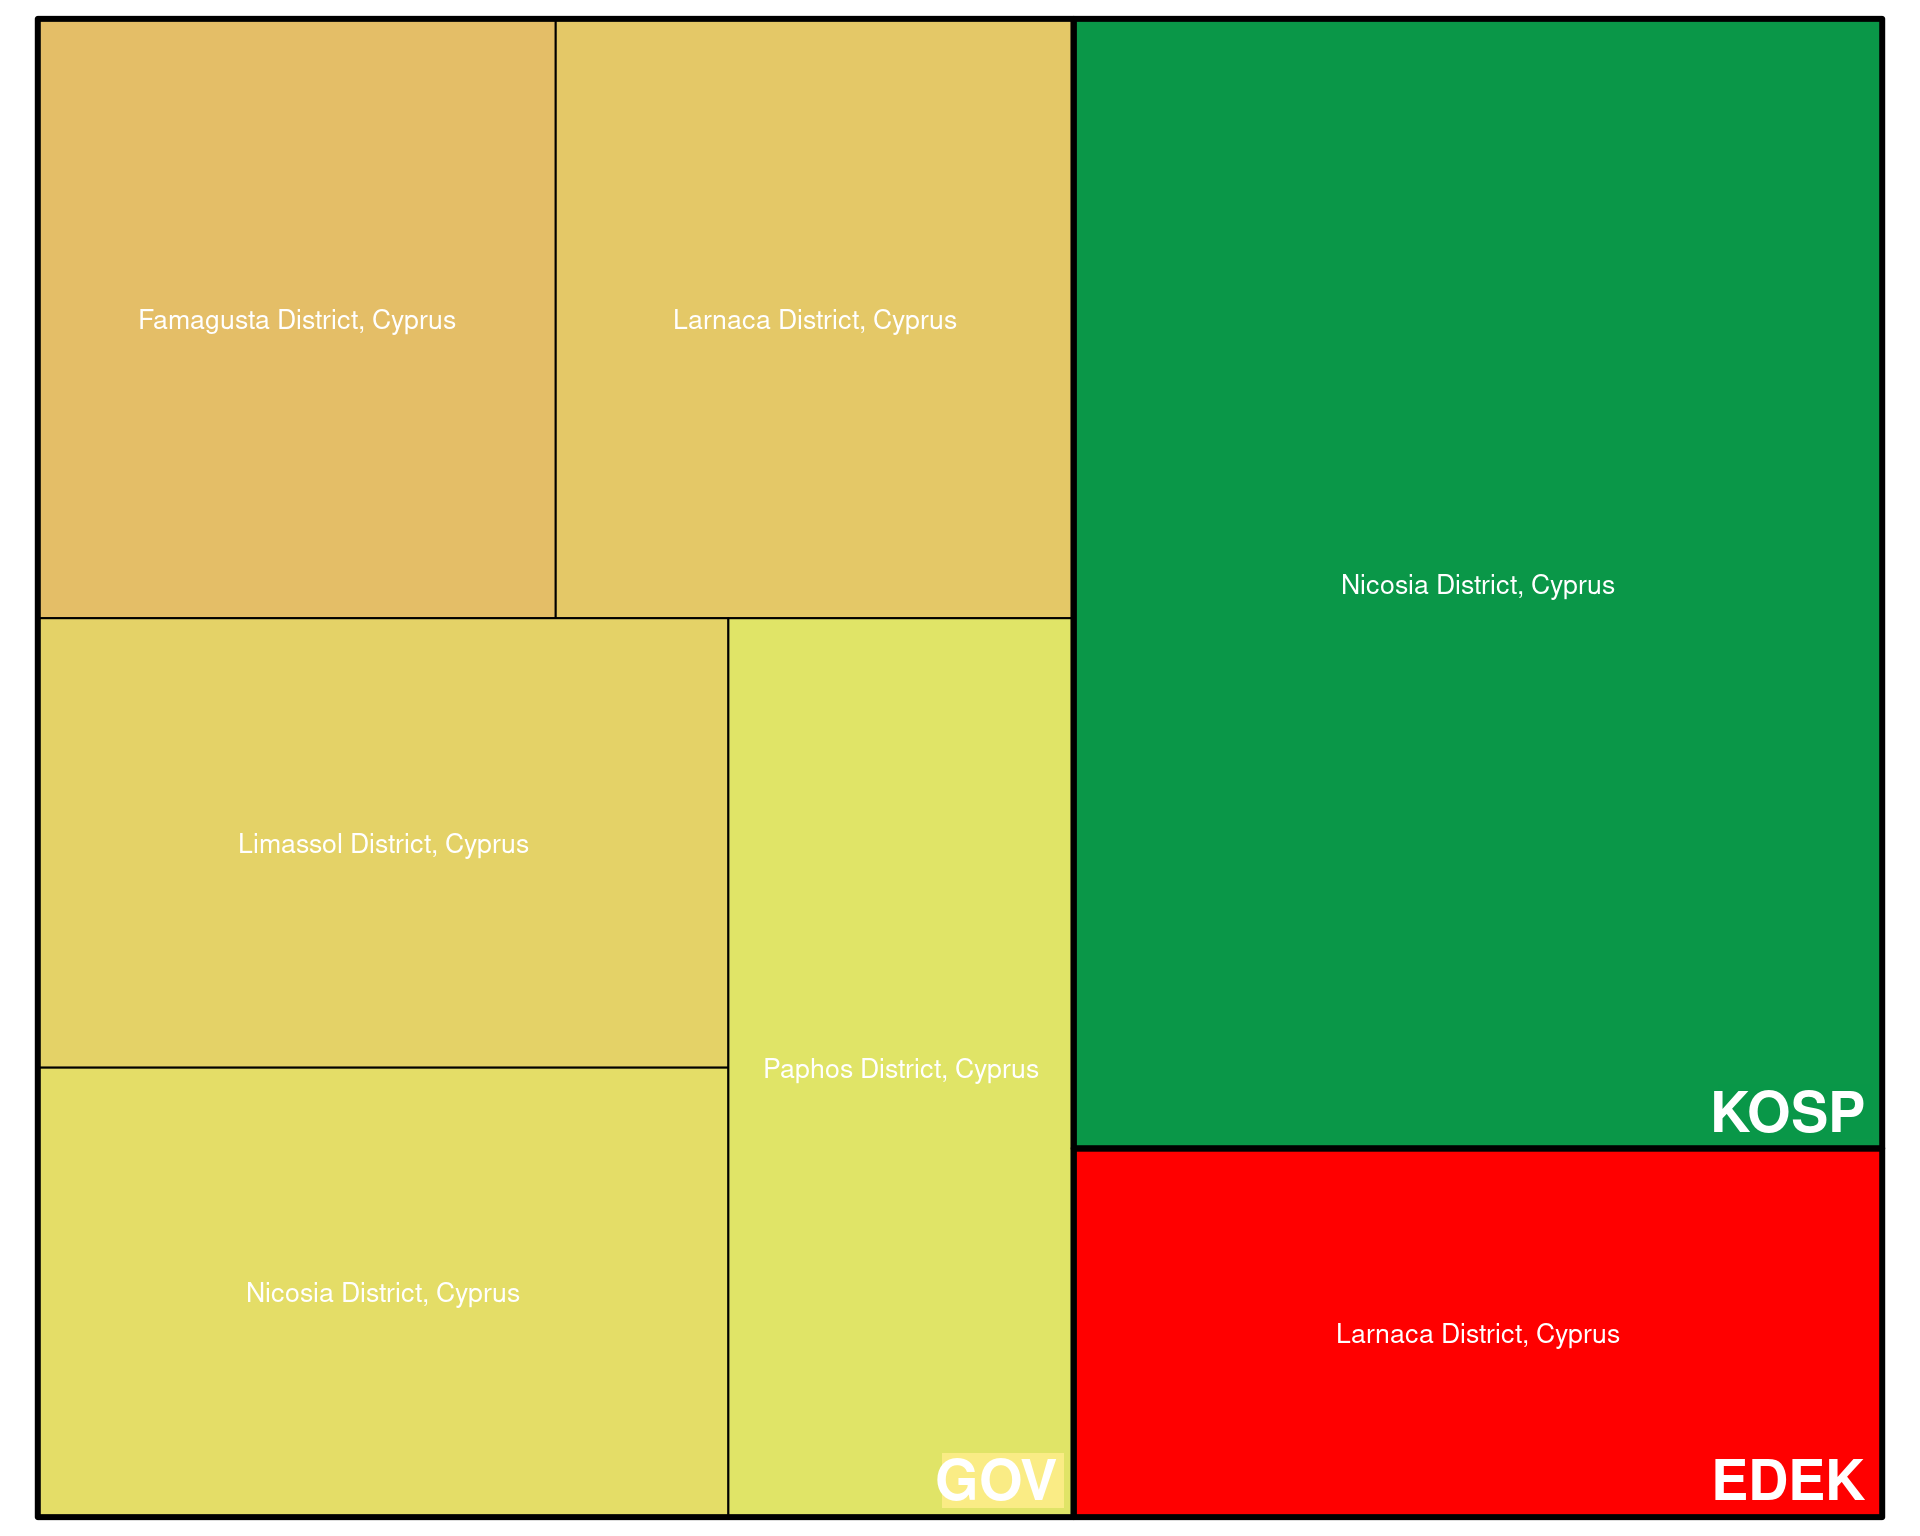 Famagusta District, Cyprus
Larnaca District, Cyprus
Limassol District, Cyprus
Nicosia District, Cyprus
Paphos District, Cyprus
GOV
Nicosia District, Cyprus
KOSP
Larnaca District, Cyprus
EDEK